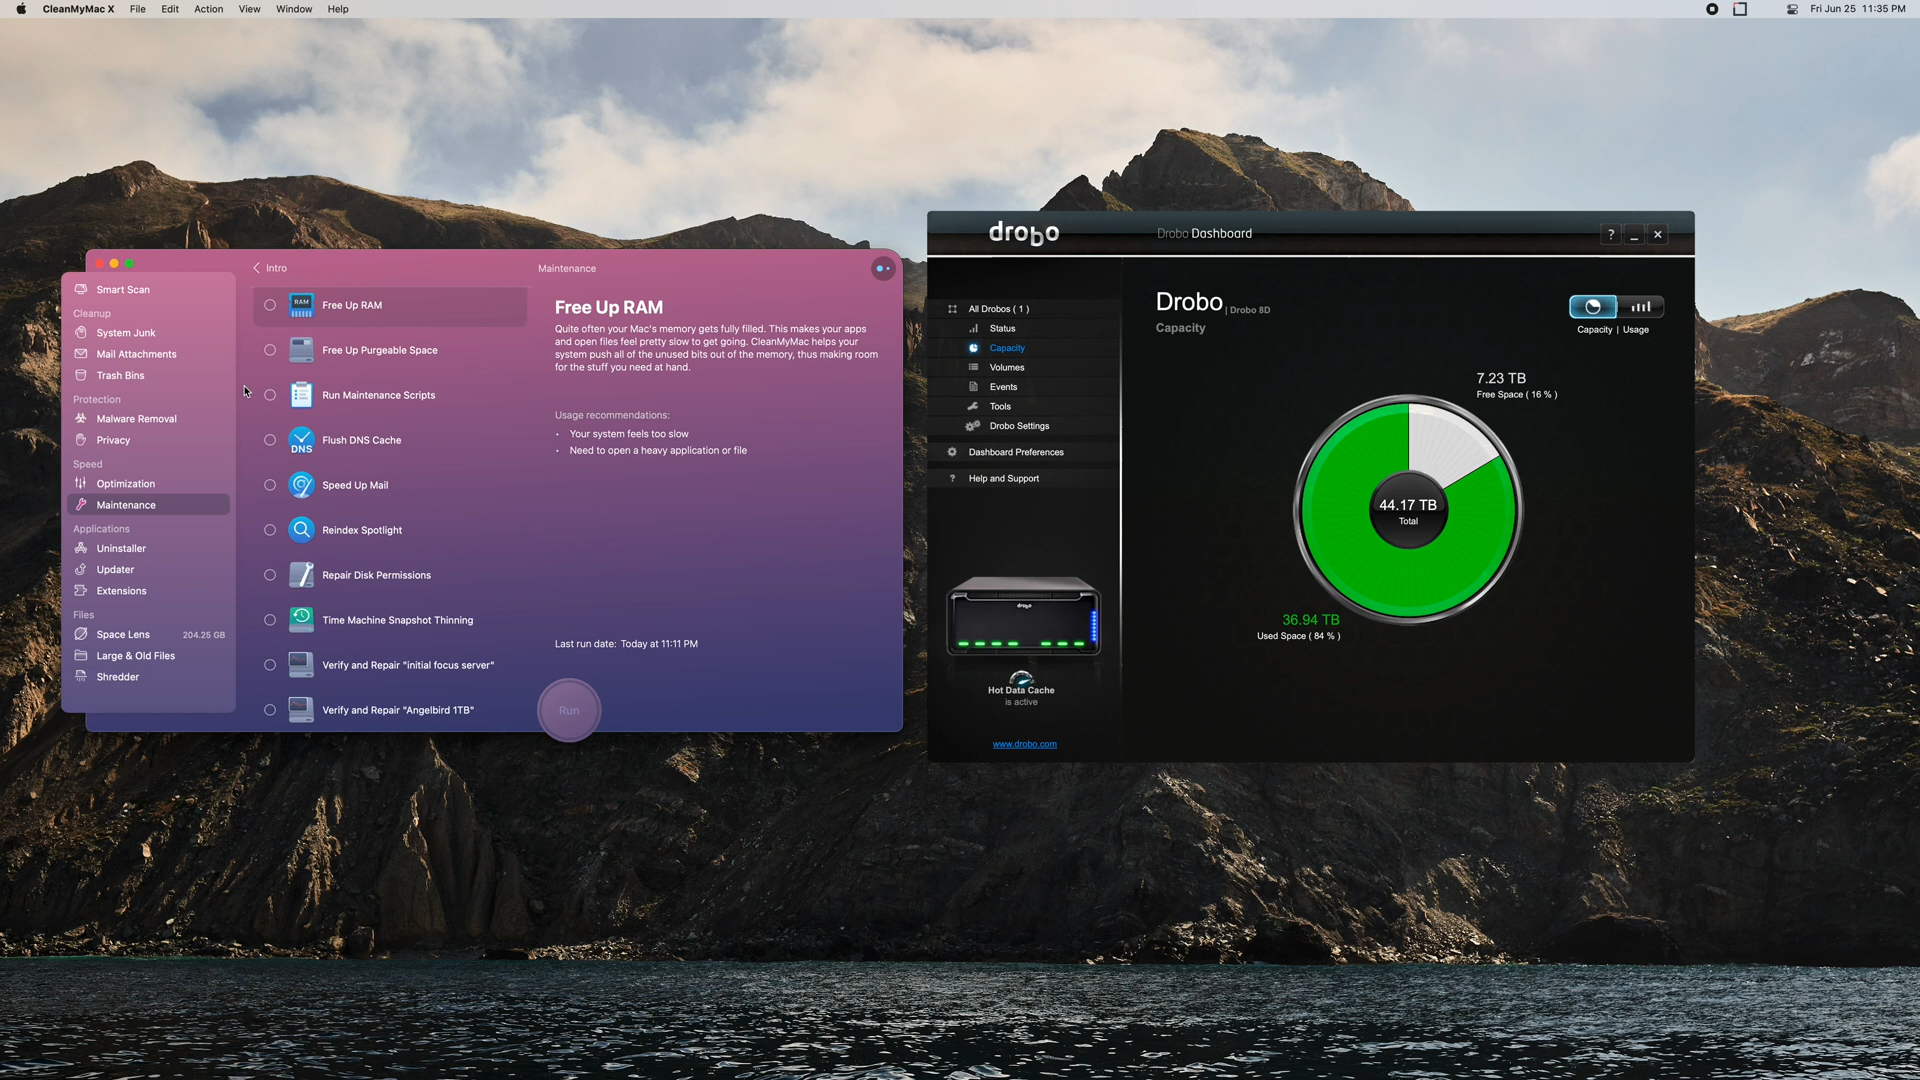 CleanMyMac X File Edit Action View Window Help
Fri Jun 25 11:35 PM
Intro
Maintenance
Smart Scan
Cleanup
System Junk
Mail Attachments
Trash Bins
Protection
Malware Removal
Privacy
Speed
Optimization
Maintenance
Applications
Uninstaller
Updater
Extensions
Files
Space Lens 204.25 GB
Large & Old Files
Shredder
RAM
Free Up RAM
Free Up Purgeable Space
Run Maintenance Scripts
DNS
Flush DNS Cache
Speed Up Mail
Reindex Spotlight
Repair Disk Permissions
Time Machine Snapshot Thinning
Verify and Repair "initial focus server"
Verify and Repair "Angelbird 1TB"
Free Up RAM
Quite often your Mac's memory gets fully filled. This makes your apps
and open files feel pretty slow to get going. CleanMyMac helps your
system push all of the unused bits out of the memory, thus making room
for the stuff you need at hand.
Usage recommendations:
• Your system feels too slow
• Need to open a heavy application or file
Last run date: Today at 11:11 PM
Run
drobo
Drobo Dashboard
?
All Drobos ( 1 )
Status
Capacity
Volumes
Events
Tools
Drobo Settings
Dashboard Preferences
? Help and Support
drobo
Hot Data Cache
is active
www.drobo.com
Drobo | Drobo 8D
Capacity
Capacity | Usage
7.23 TB
Free Space ( 16 % )
44.17 TB
Total
36.94 TB
Used Space ( 84 % )